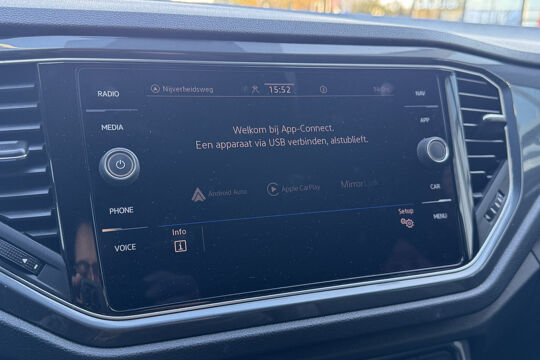 RADIO
MEDIA
PHONE
VOICE
Nijverheidsweg
15:52
Welkom bij App-Connect.
Een apparaat via USB verbinden, alstublieft.
Android Auto
Apple CarPlay
MirrorLink
Info
Setup
NAV
APP
CAR
MENU